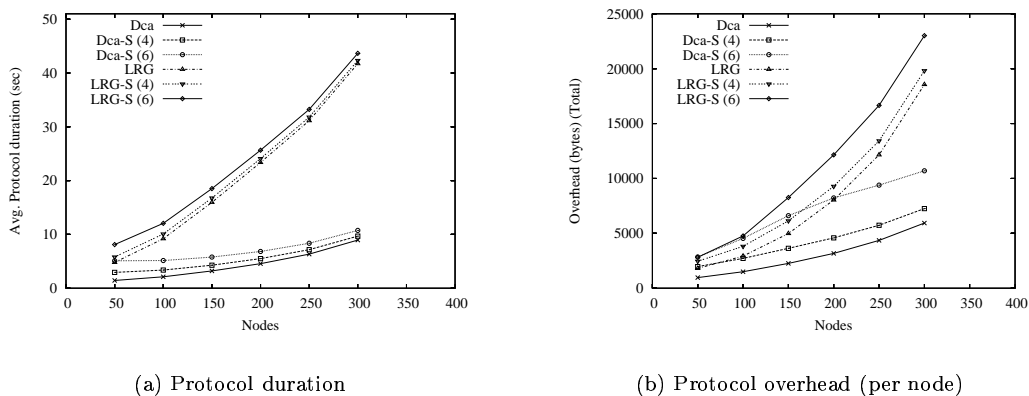 50
40
30
20
10
0
0
50
100
150
200
250
300
350
400
Avg. Protocol duration (sec)
Nodes
Dca
Dca-S (4)
Dca-S (6)
LRG
LRG-S (4)
LRG-S (6)
(a) Protocol duration
25000
20000
15000
10000
5000
0
0
50
100
150
200
250
300
350
400
Overhead (bytes) (Total)
Nodes
Dca
Dca-S (4)
Dca-S (6)
LRG
LRG-S (4)
LRG-S (6)
(b) Protocol overhead (per node)